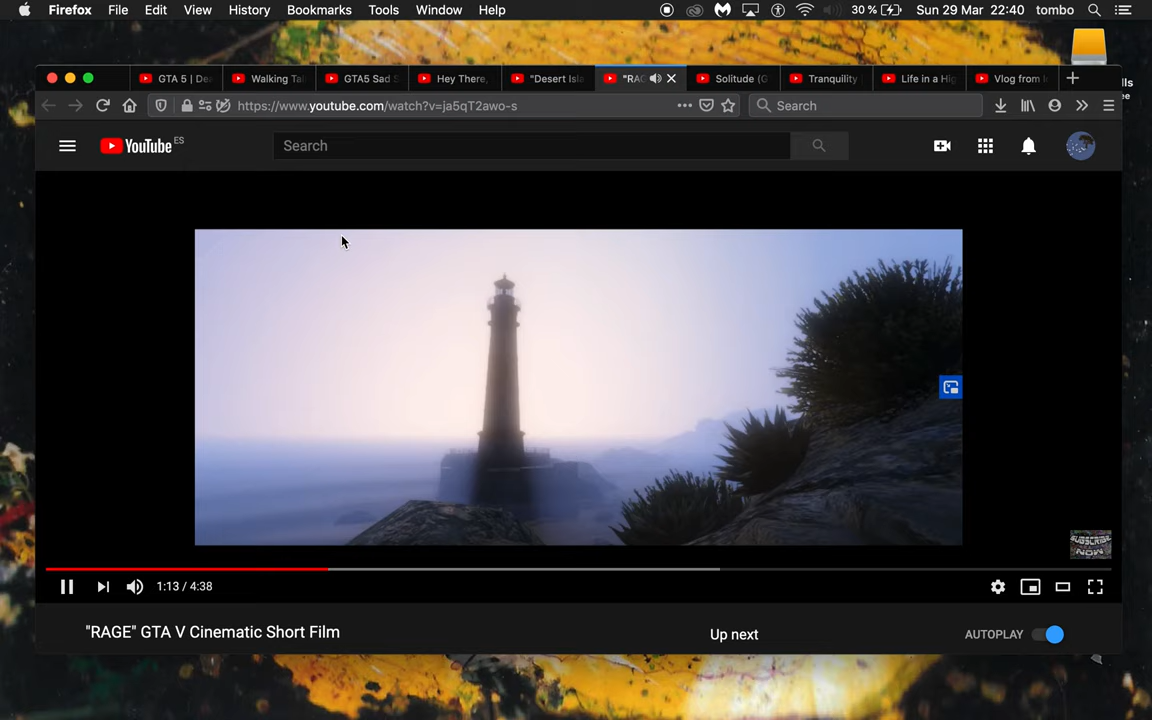 Firefox File Edit View History Bookmarks Tools Window Help 30 % Sun 29 Mar 22:40 tombo
GTA 5 | De Walking Ta GTA5 Sad S Hey There, "Desert Isla "RAG Solitude (G Tranquility Life in a Hig Vlog from
https://www.youtube.com/watch?v=ja5qT2awo-s Search
YouTube ES Search
SUBSCRIBE
NOW
1:13 / 4:38
"RAGE" GTA V Cinematic Short Film Up next AUTOPLAY